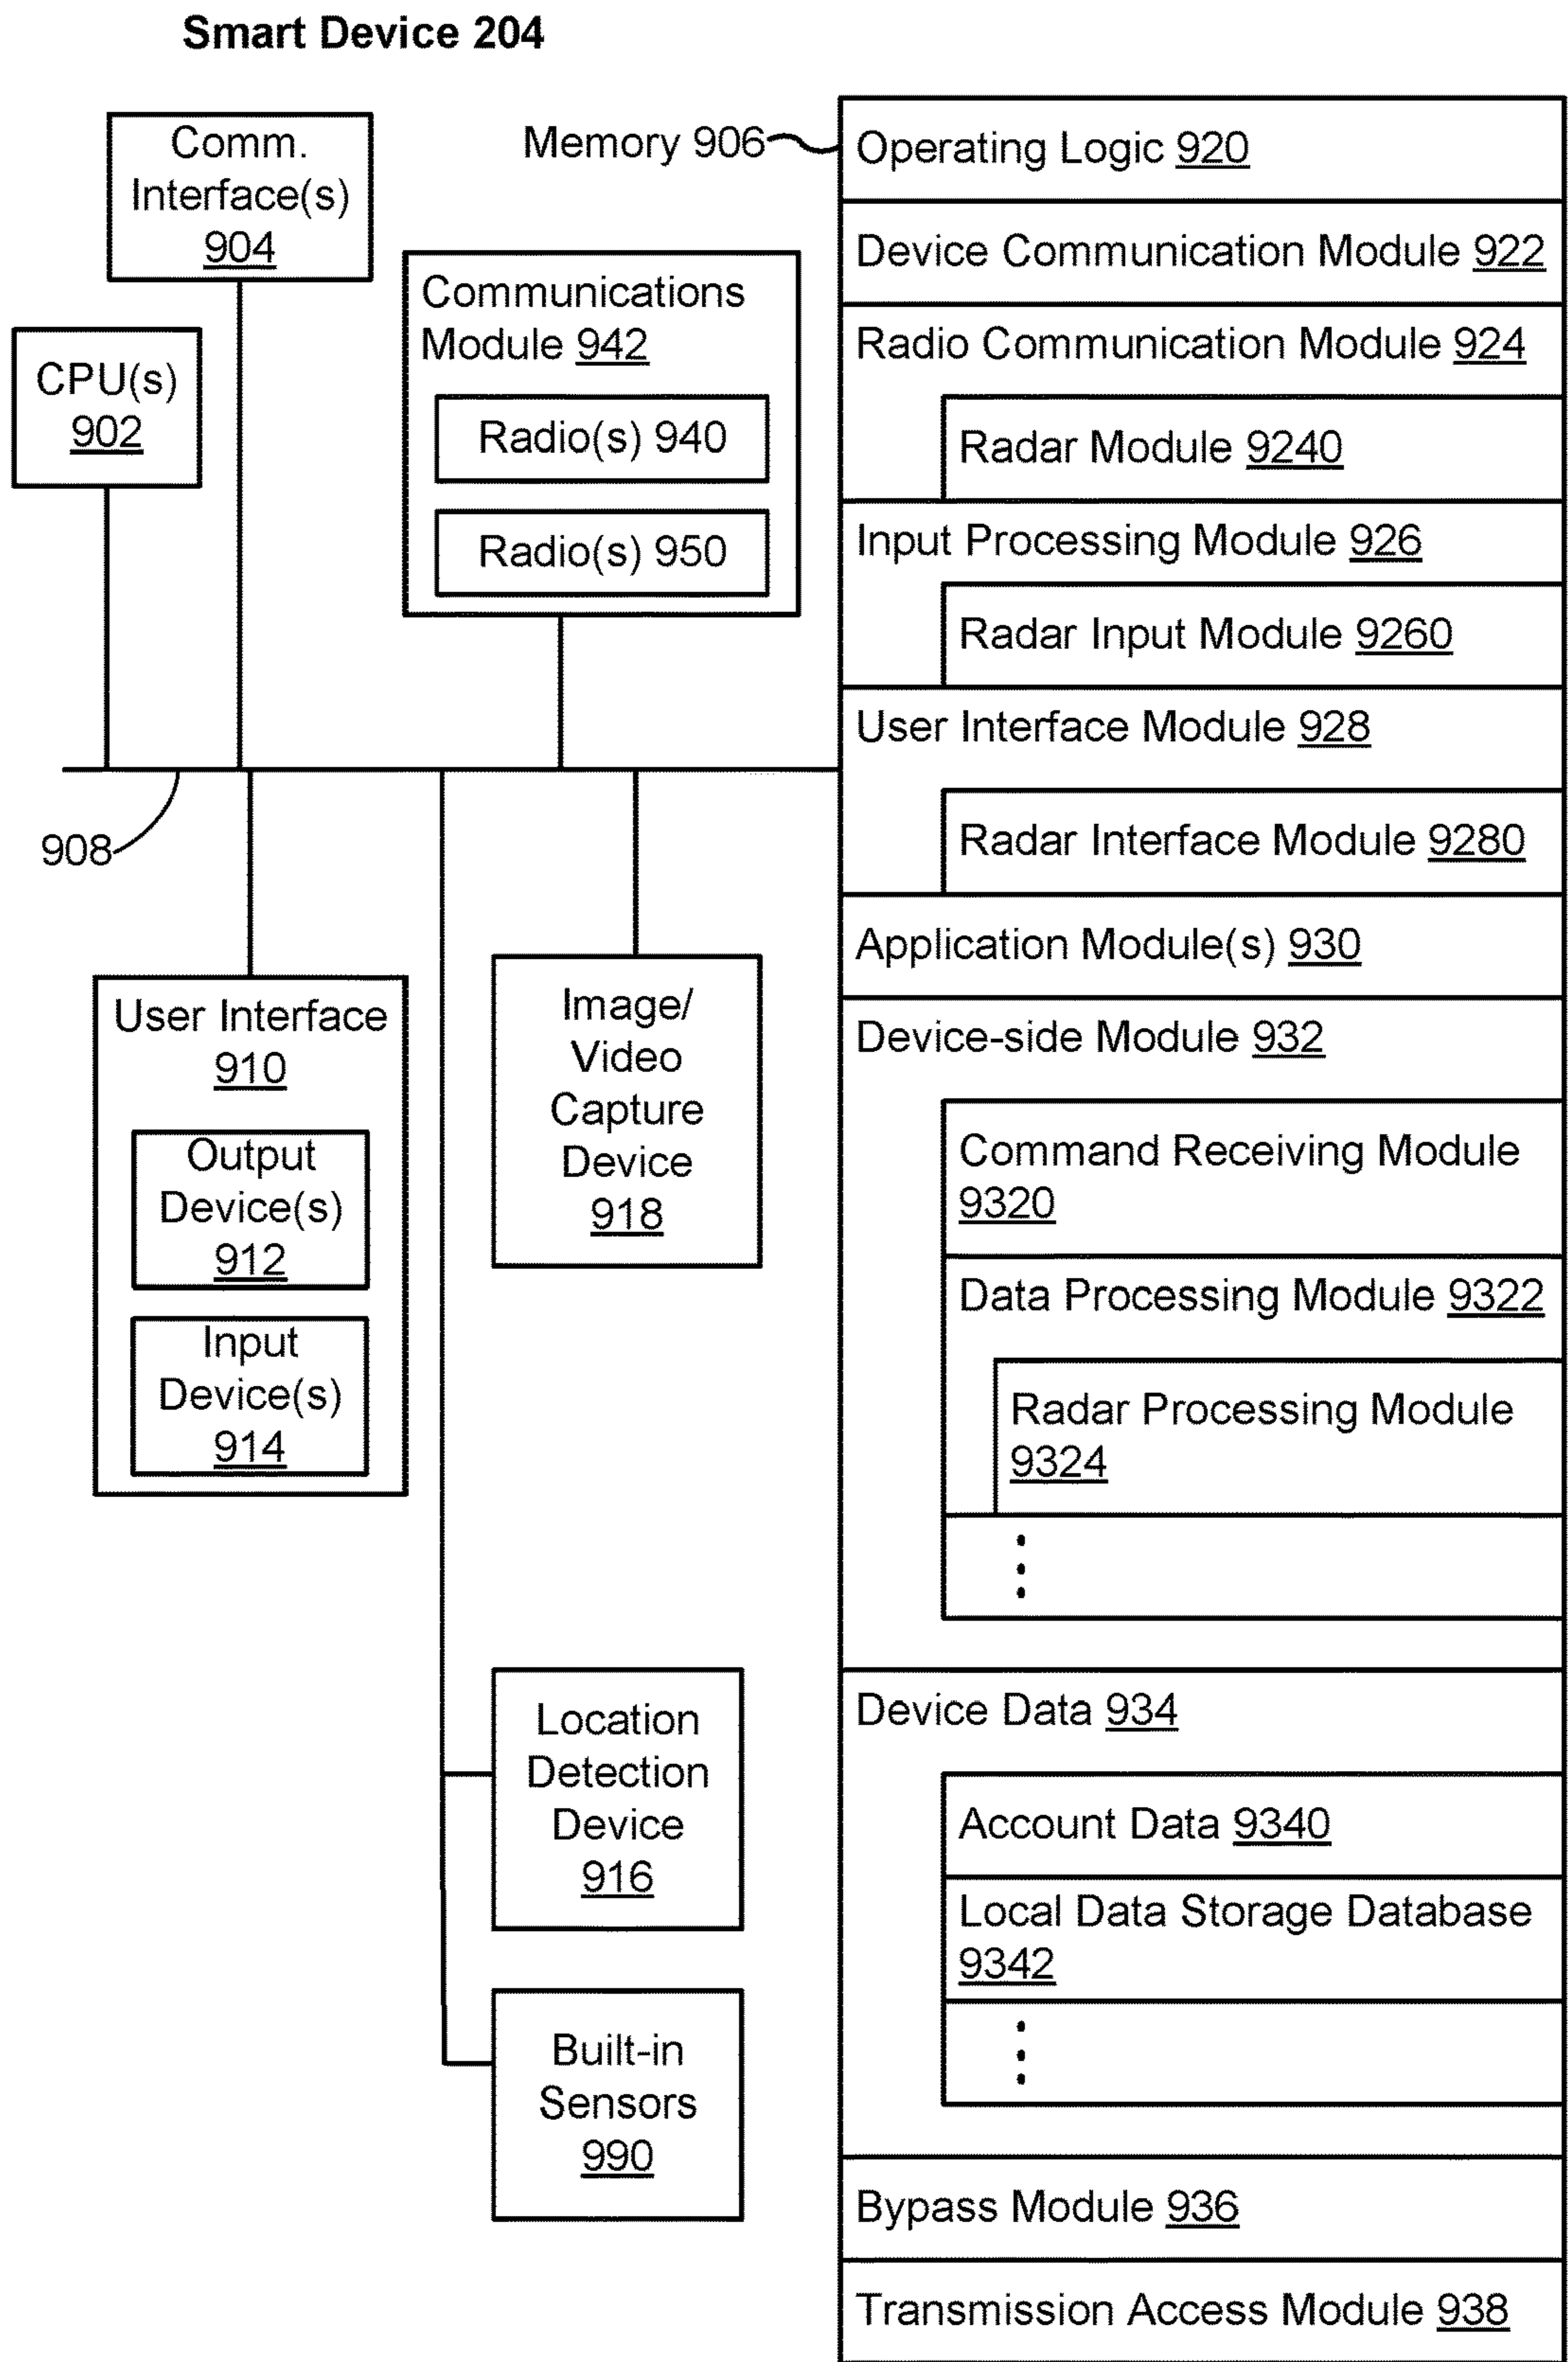 Smart Device 204
Comm.
Interface(s)
904
CPU(s)
902
Communications
Module 942
Radio(s) 940
Radio(s) 950
908
User Interface
910
Output
Device(s)
912
Input
Device(s)
914
Image/
Video
Capture
Device
918
Location
Detection
Device
916
Built-in
Sensors
990
Memory 906
Operating Logic 920
Device Communication Module 922
Radio Communication Module 924
Radar Module 9240
Input Processing Module 926
Radar Input Module 9260
User Interface Module 928
Radar Interface Module 9280
Application Module(s) 930
Device-side Module 932
Command Receiving Module
9320
Data Processing Module 9322
Radar Processing Module
9324
Device Data 934
Account Data 9340
Local Data Storage Database
9342
Bypass Module 936
Transmission Access Module 938